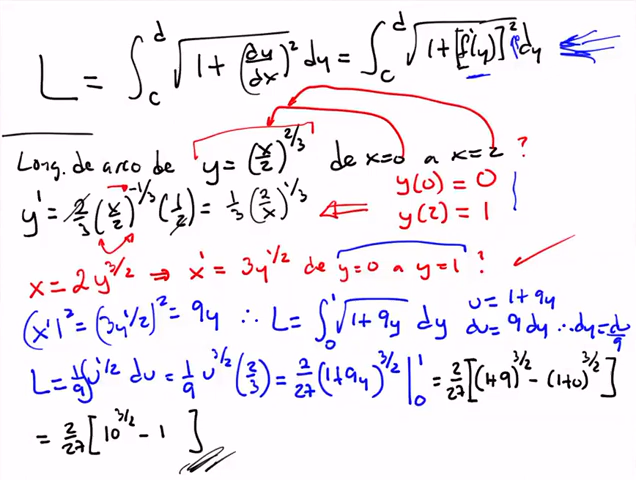 L = ∫_c^d √(1 + (dy/dx)²) dy = ∫_c^d √(1 + [f'(y)]²) dy
Long. de arco de y = (x/2)^{2/3} de x=0 a x=2 ?
y' = 2/3 (x/2)^{-1/3} (1/2) = 1/3 (2/x)^{1/3}
y(0) = 0
y(2) = 1
x = 2y^{3/2} ⇒ x' = 3y^{1/2} de y=0 a y=1 ?
(x')² = (3y^{1/2})² = 9y ∴ L = ∫_0^1 √(1+9y) dy
u = 1+9y
du = 9 dy ∴ dy = du/9
L = 1/9 ∫ u^{1/2} du = 1/9 u^{3/2} (2/3) = 2/27 (1+9y)^{3/2} |_0^1 = 2/27 [(1+9)^{3/2} - (1+0)^{3/2}]
= 2/27 [10^{3/2} - 1]